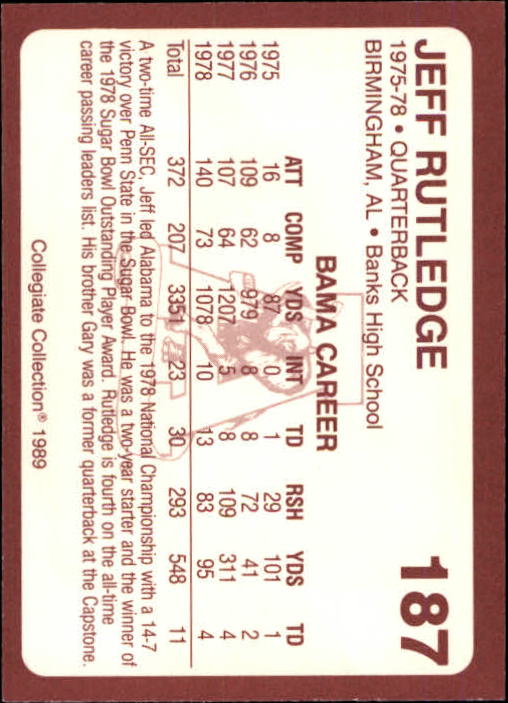 JEFF RUTLEDGE 187
1975-78 • QUARTERBACK
BIRMINGHAM, AL • Banks High School
BAMA CAREER
ATT COMP YDS INT TD RSH YDS TD
1975 16 8 87 0 1 29 101 1
1976 109 62 979 8 8 72 41 2
1977 107 64 1207 5 8 109 311 4
1978 140 73 1078 10 13 83 95 4
Total 372 207 3351 23 30 293 548 11
A two-time All-SEC, Jeff led Alabama to the 1978 National Championship with a 14-7
victory over Penn State in the Sugar Bowl. He was a two-year starter and the winner of
the 1978 Sugar Bowl Outstanding Player Award. Rutledge is fourth on the all-time
career passing leaders list. His brother Gary was a former quarterback at the Capstone.
Collegiate Collection® 1989